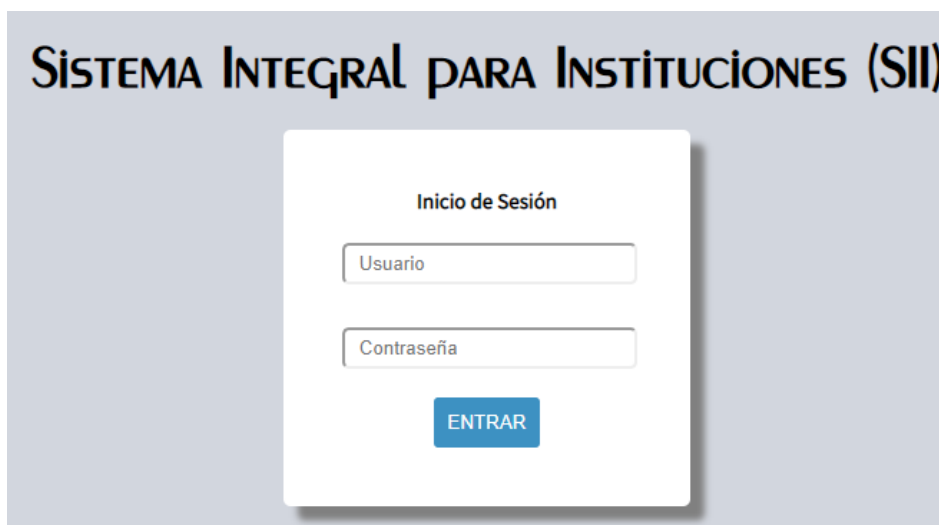 Sistema Integral para Instituciones (SII)
Inicio de Sesión
Usuario
Contraseña
ENTRAR